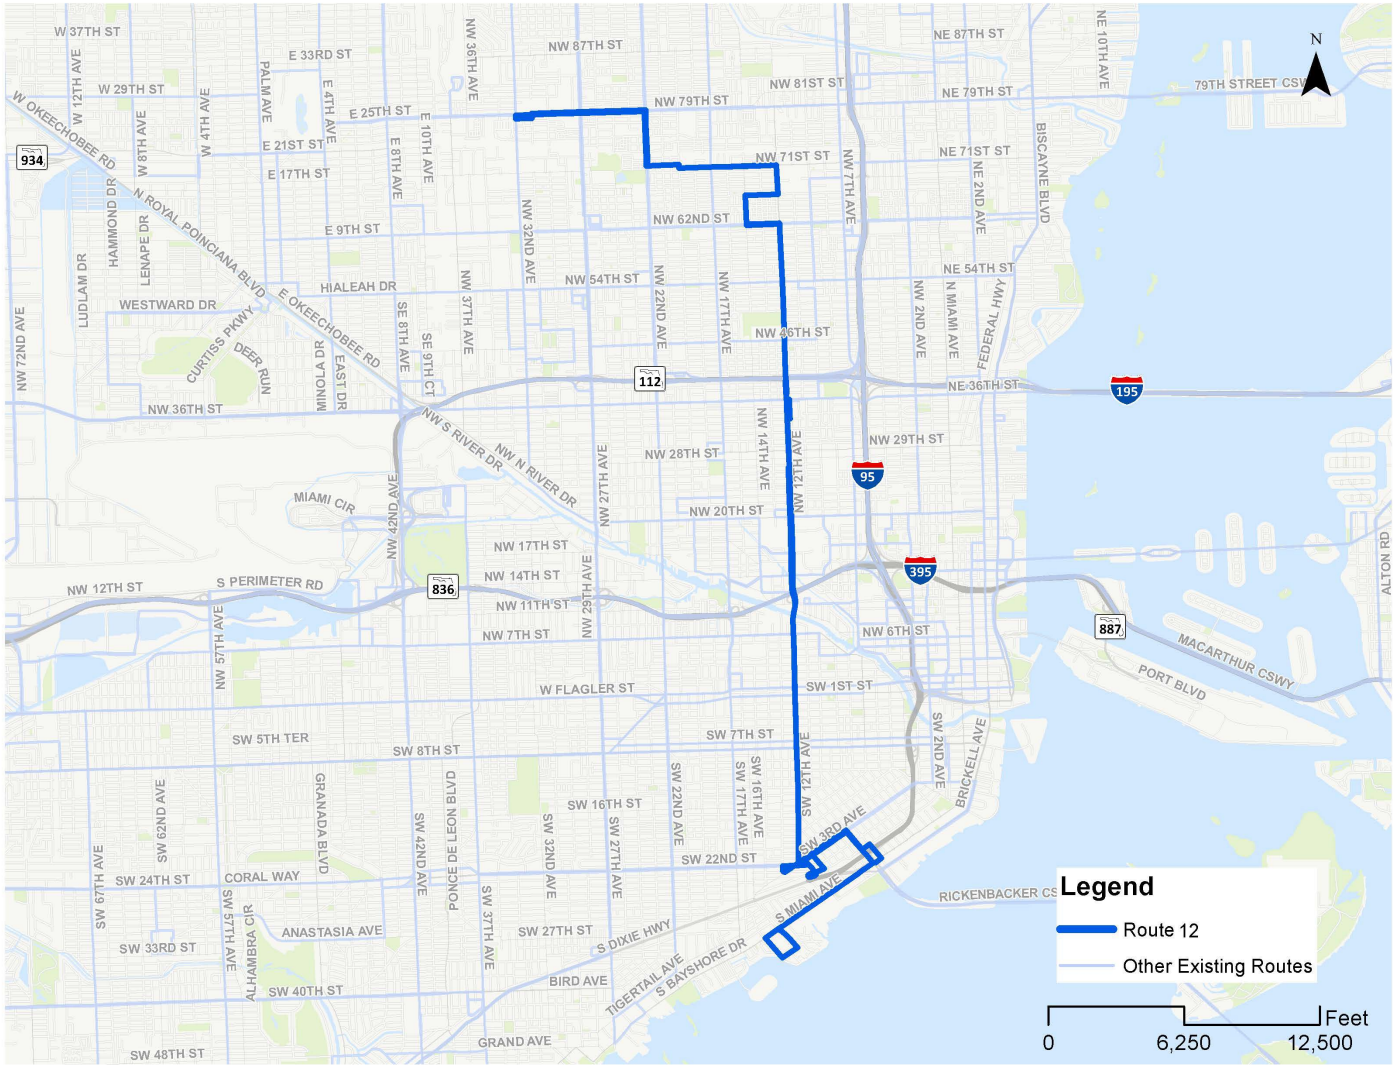 W 37TH ST
NW 36TH AVE
NW 87TH ST
NE 87TH ST
NE 10TH AVE
N
W 12TH AVE
E 33RD ST
PALM AVE
W 29TH ST
E 4TH AVE
NW 81ST ST
NE 79TH ST
79TH STREET CSW
W OKEECHOBEE RD
W 8TH AVE
W 4TH AVE
E 25TH ST
E 10TH AVE
NW 79TH ST
934
E 21ST ST
E 8TH AVE
NW 71ST ST
NE 71ST ST
BISCAYNE BLVD
E 17TH ST
NW 7TH AVE
NE 2ND AVE
HAMMOND DR
LENAPE DR
N ROYAL POINCIANA BLVD
E 9TH ST
NW 32ND AVE
NW 62ND ST
LUDLAM DR
HIALEAH DR
NW 37TH AVE
NW 54TH ST
NW 22ND AVE
NW 17TH AVE
NE 54TH ST
WESTWARD DR
E OKEECHOBEE RD
SE 8TH AVE
NW 2ND AVE
N MIAMI AVE
FEDERAL HWY
NW 72ND AVE
CURTISS PKWY
DEER RUN
MINOLA DR
EAST DR
SE 9TH CT
NW 46TH ST
112
NE 36TH ST
195
NW 36TH ST
NW S RIVER DR
NW 14TH AVE
NW 12TH AVE
NW 29TH ST
NW N RIVER DR
NW 27TH AVE
NW 28TH ST
95
MIAMI CIR
NW 42ND AVE
NW 20TH ST
NW 17TH ST
ALTON RD
NW 12TH ST
S PERIMETER RD
836
NW 14TH ST
NW 29TH AVE
395
NW 11TH ST
NW 57TH AVE
NW 7TH ST
NW 6TH ST
887
MACARTHUR CSWY
PORT BLVD
W FLAGLER ST
SW 1ST ST
SW 5TH TER
SW 8TH ST
SW 7TH ST
SW 12TH AVE
SW 2ND AVE
BRICKELL AVE
SW 62ND AVE
GRANADA BLVD
PONCE DE LEON BLVD
SW 22ND AVE
SW 17TH AVE
SW 16TH AVE
SW 16TH ST
SW 42ND AVE
SW 32ND AVE
SW 27TH AVE
SW 3RD AVE
SW 67TH AVE
SW 24TH ST
CORAL WAY
SW 22ND ST
S MIAMI AVE
RICKENBACKER CS
SW 57TH AVE
ALHAMBRA CIR
SW 37TH AVE
ANASTASIA AVE
SW 27TH ST
S DIXIE HWY
SW 33RD ST
BIRD AVE
TIGERTAIL AVE
S BAYSHORE DR
SW 40TH ST
GRAND AVE
SW 48TH ST
Legend
Route 12
Other Existing Routes
Feet
0 6,250 12,500